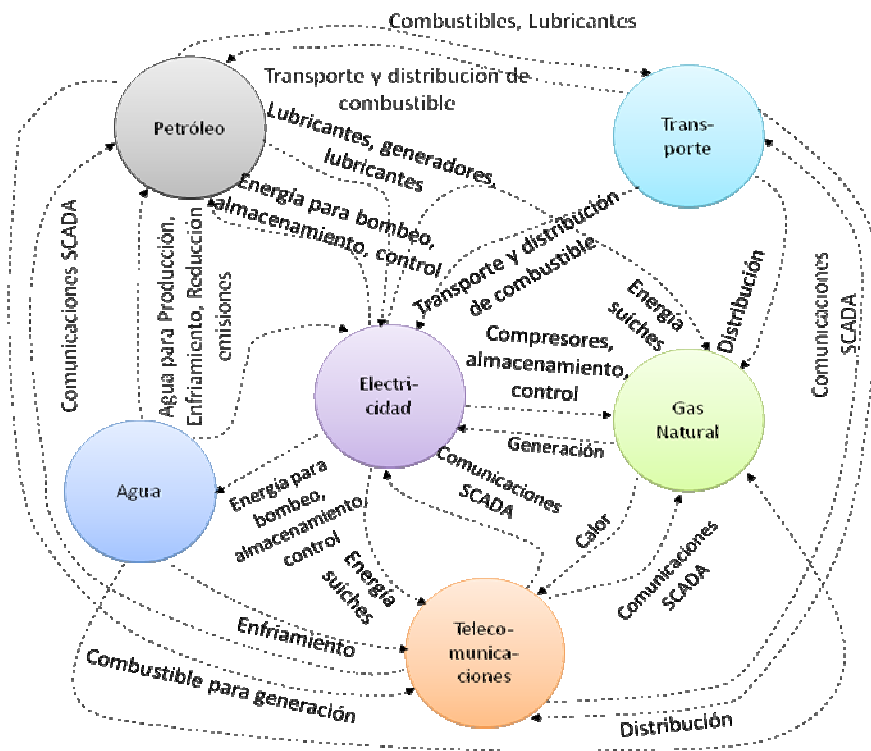 Combustibles, Lubricantes
Transporte y distribución de
combustible
Petróleo
Trans-
porte
Lubricantes, generadores,
lubricantes
Energía para bombeo,
almacenamiento, control
Transporte y distribución
de combustible
Comunicaciones SCADA
Agua para Producción,
Enfriamiento, Reducción
emisiones
Energía
suiches
Distribución
Comunicaciones
SCADA
Compresores,
almacenamiento,
control
Electri-
cidad
Gas
Natural
Generación
Agua
Energía para
bombeo,
almacenamiento,
control
Comunicaciones
SCADA
Calor
Energía
suiches
Comunicaciones
SCADA
Enfriamiento
Teleco-
munica-
ciones
Combustible para generación
Distribución